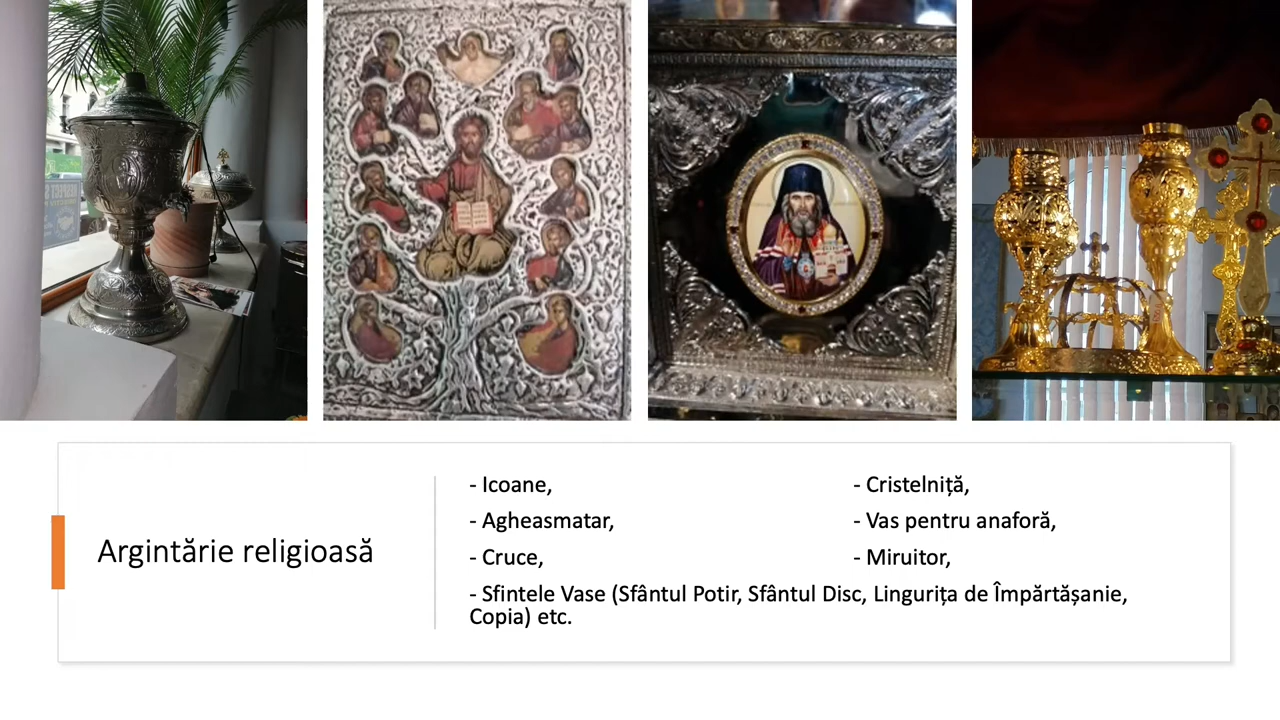 Argintărie religioasă
- Icoane,
- Cristelniță,
- Agheasmatar,
- Vas pentru anaforă,
- Cruce,
- Miruitor,
- Sfintele Vase (Sfântul Potir, Sfântul Disc, Lingurița de Împărtășanie,
Copia) etc.